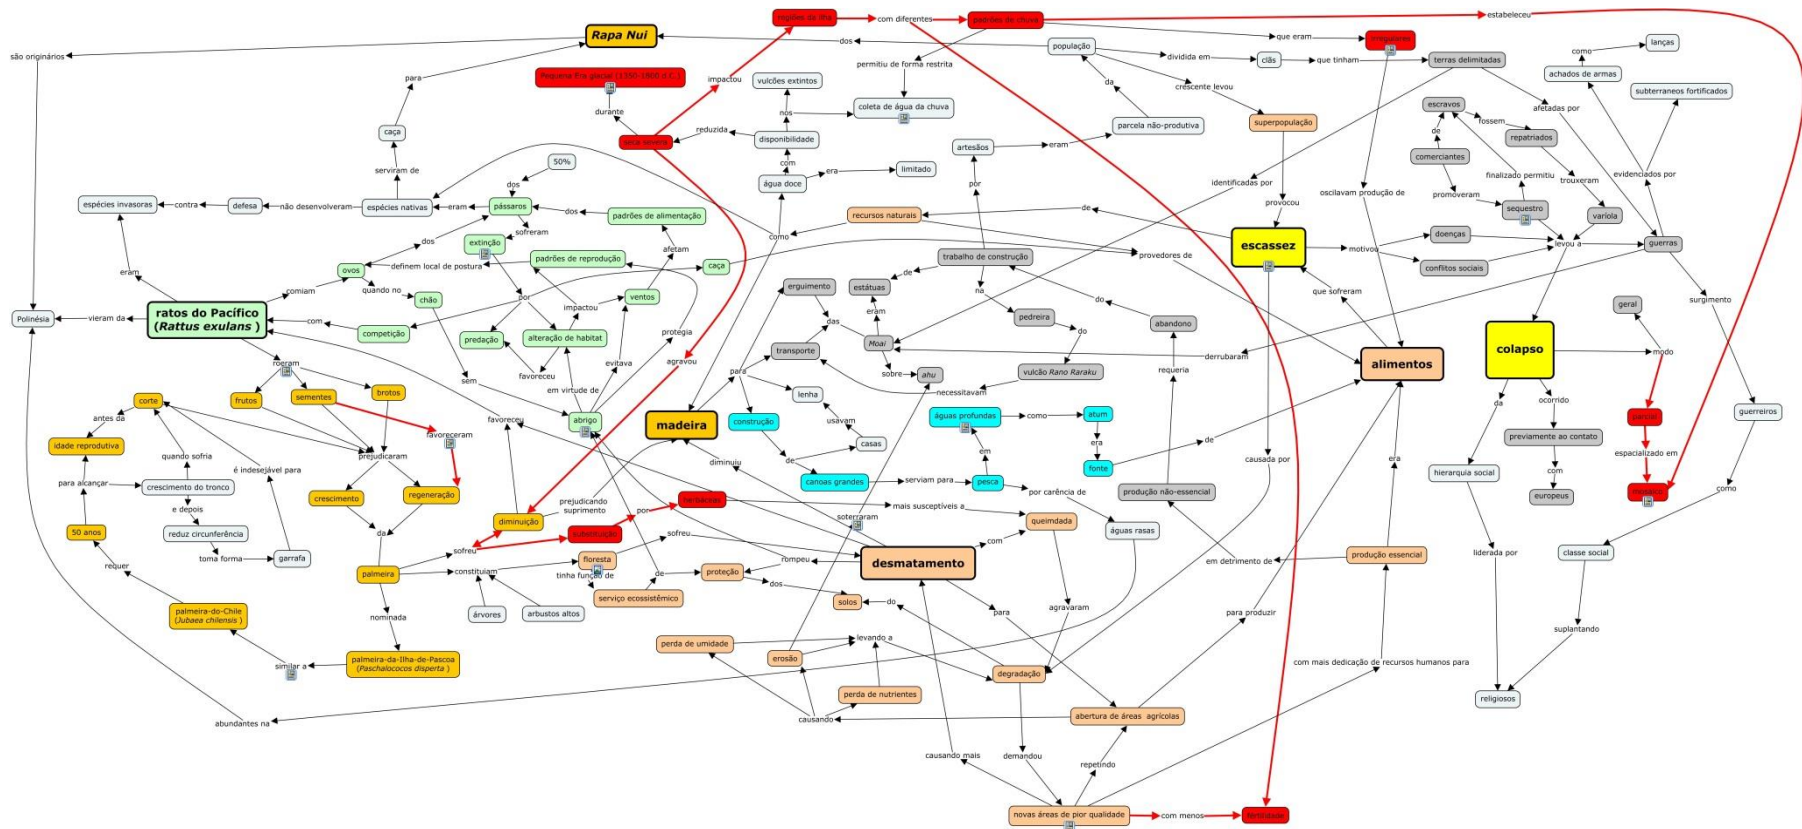 regiões da ilha
com diferentes
padrões de chuva
estabeleceu
Rapa Nui
dos
população
que eram
irregulares
como
lanças
são originários
dividida em
clãs
que tinham
terras delimitadas
achados de armas
para
Pequena Era glacial (1350-1800 d.C.)
impactou
vulcões extintos
permitiu de forma restrita
da
crescente levou
subterraneos fortificados
durante
nos
coleta de água da chuva
escravos
afetadas por
caça
seca severa
reduzida
disponibilidade
parcela não-produtiva
superpopulação
fossem
repatriados
de
artesãos
eram
comerciantes
50%
com
água doce
era
limitado
serviram de
dos
por
identificadas por
oscilavam produção de
promoveram
finalizado permitiu
trouxeram
evidenciados por
espécies invasoras
contra
defesa
não desenvolveram
espécies nativas
eram
pássaros
dos
padrões de alimentação
recursos naturais
de
provocou
sequestro
varíola
sofreram
como
extinção
afetam
dos
escassez
motivou
doenças
levou a
guerras
conflitos sociais
definem local de postura
padrões de reprodução
caça
trabalho de construção
provedores de
eram
ovos
comiam
quando no
chão
por
impactou
ventos
erguimento
estátuas
de
na
que sofreram
surgimento
Polinésia
vieram da
ratos do Pacífico
(Rattus exulans )
com
competição
predação
alteração de habitat
protegia
das
eram
pedreira
do
abandono
geral
favoreceu
evitava
transporte
Moai
do
derrubaram
modo
colapso
agravou
para
sobre
ahu
necessitavam
vulcão Rano Raraku
requeria
alimentos
roeram
sem
em virtude de
frutos
sementes
brotos
lenha
da
ocorrido
corte
antes da
favoreceu
abrigo
madeira
construção
usavam
águas profundas
como
atum
parcial
guerreiros
idade reprodutiva
favoreceram
casas
em
era
de
previamente ao contato
quando sofria
prejudicaram
diminuiu
de
fonte
causada por
espacializado em
é indesejável para
para alcançar
crescimento do tronco
crescimento
regeneração
canoas grandes
serviam para
pesca
hierarquia social
com
e depois
prejudicando
suprimento
herbáceas
por carência de
produção não-essencial
europeus
mosaico
como
50 anos
reduz circunferência
da
diminuição
por
mais susceptíveis a
soterraram
queimdada
águas rasas
substituição
toma forma
garrafa
sofreu
floresta
sofreu
com
desmatamento
liderada por
classe social
requer
palmeira
constituiam
tinha função de
de
proteção
rompeu
em detrimento de
produção essencial
era
serviço ecossistêmico
dos
solos
do
para
agravaram
para produzir
palmeira-do-Chile
(Jubaea chilensis )
nominada
árvores
arbustos altos
suplantando
perda de umidade
levando a
similar a
palmeira-da-Ilha-de-Pascoa
(Paschalococos disperta )
erosão
degradação
com mais dedicação de recursos humanos para
perda de nutrientes
religiosos
abundantes na
causando
abertura de áreas agrícolas
causando mais
demandou
repetindo
novas áreas de pior qualidade
com menos
fertilidade